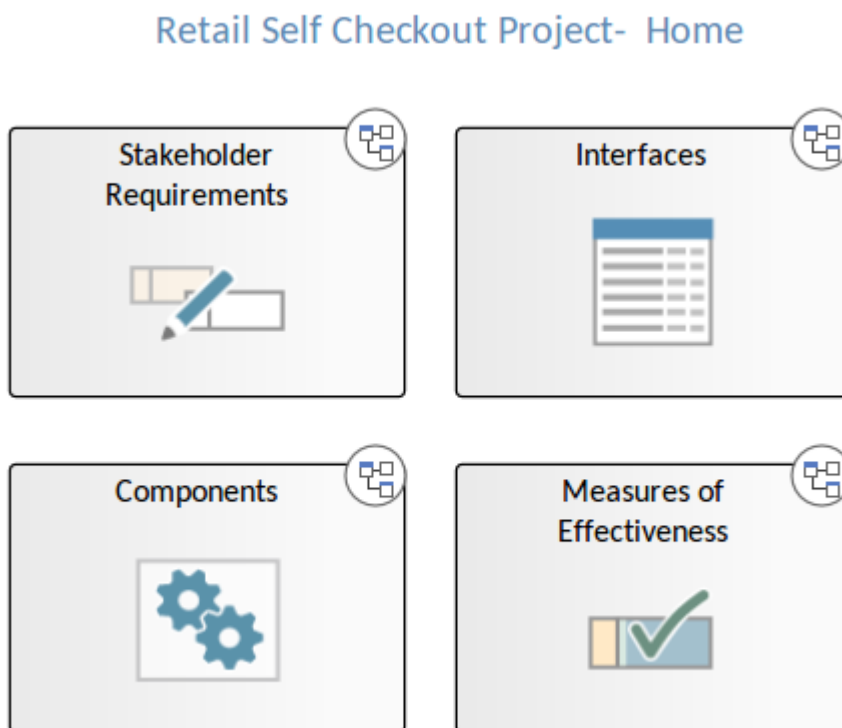 Retail Self Checkout Project-  Home
Stakeholder
Requirements
Interfaces
Components
Measures of
Effectiveness